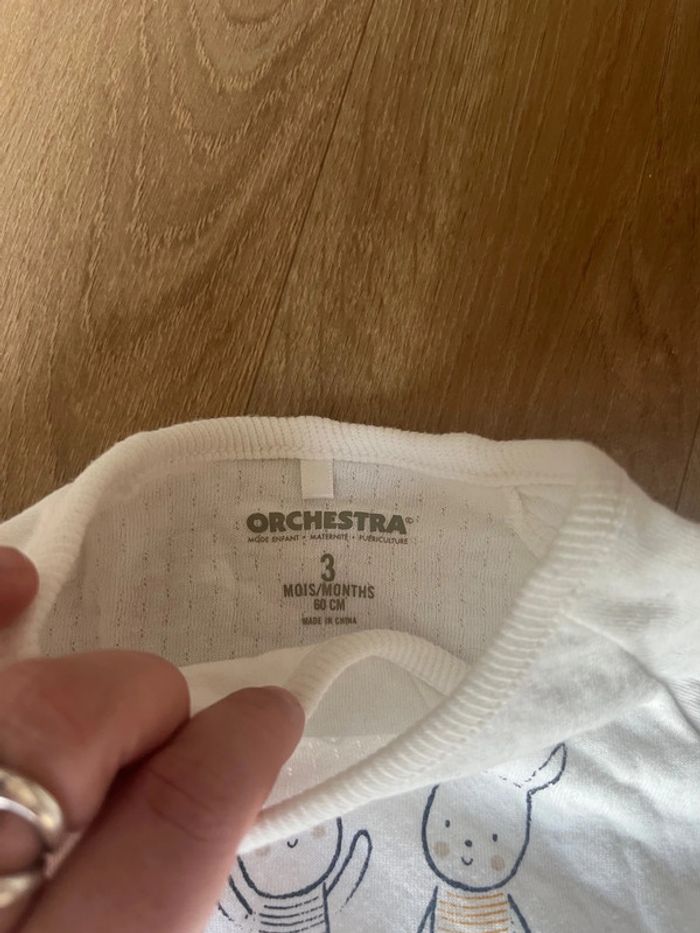 ORCHESTRA©
MODE ENFANT • MATERNITÉ • PUÉRICULTURE
3
MOIS/MONTHS
60 CM
MADE IN CHINA